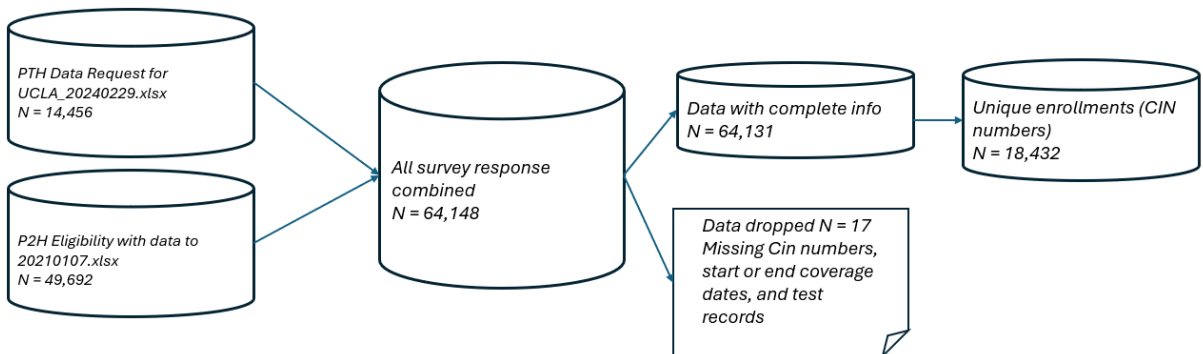 PTH Data Request for
UCLA_20240229.xlsx
N = 14,456
P2H Eligibility with data to
20210107.xlsx
N = 49,692
All survey response
combined
N = 64,148
Data with complete info
N = 64,131
Data dropped N = 17
Missing Cin numbers,
start or end coverage
dates, and test
records
Unique enrollments (CIN
numbers)
N = 18,432